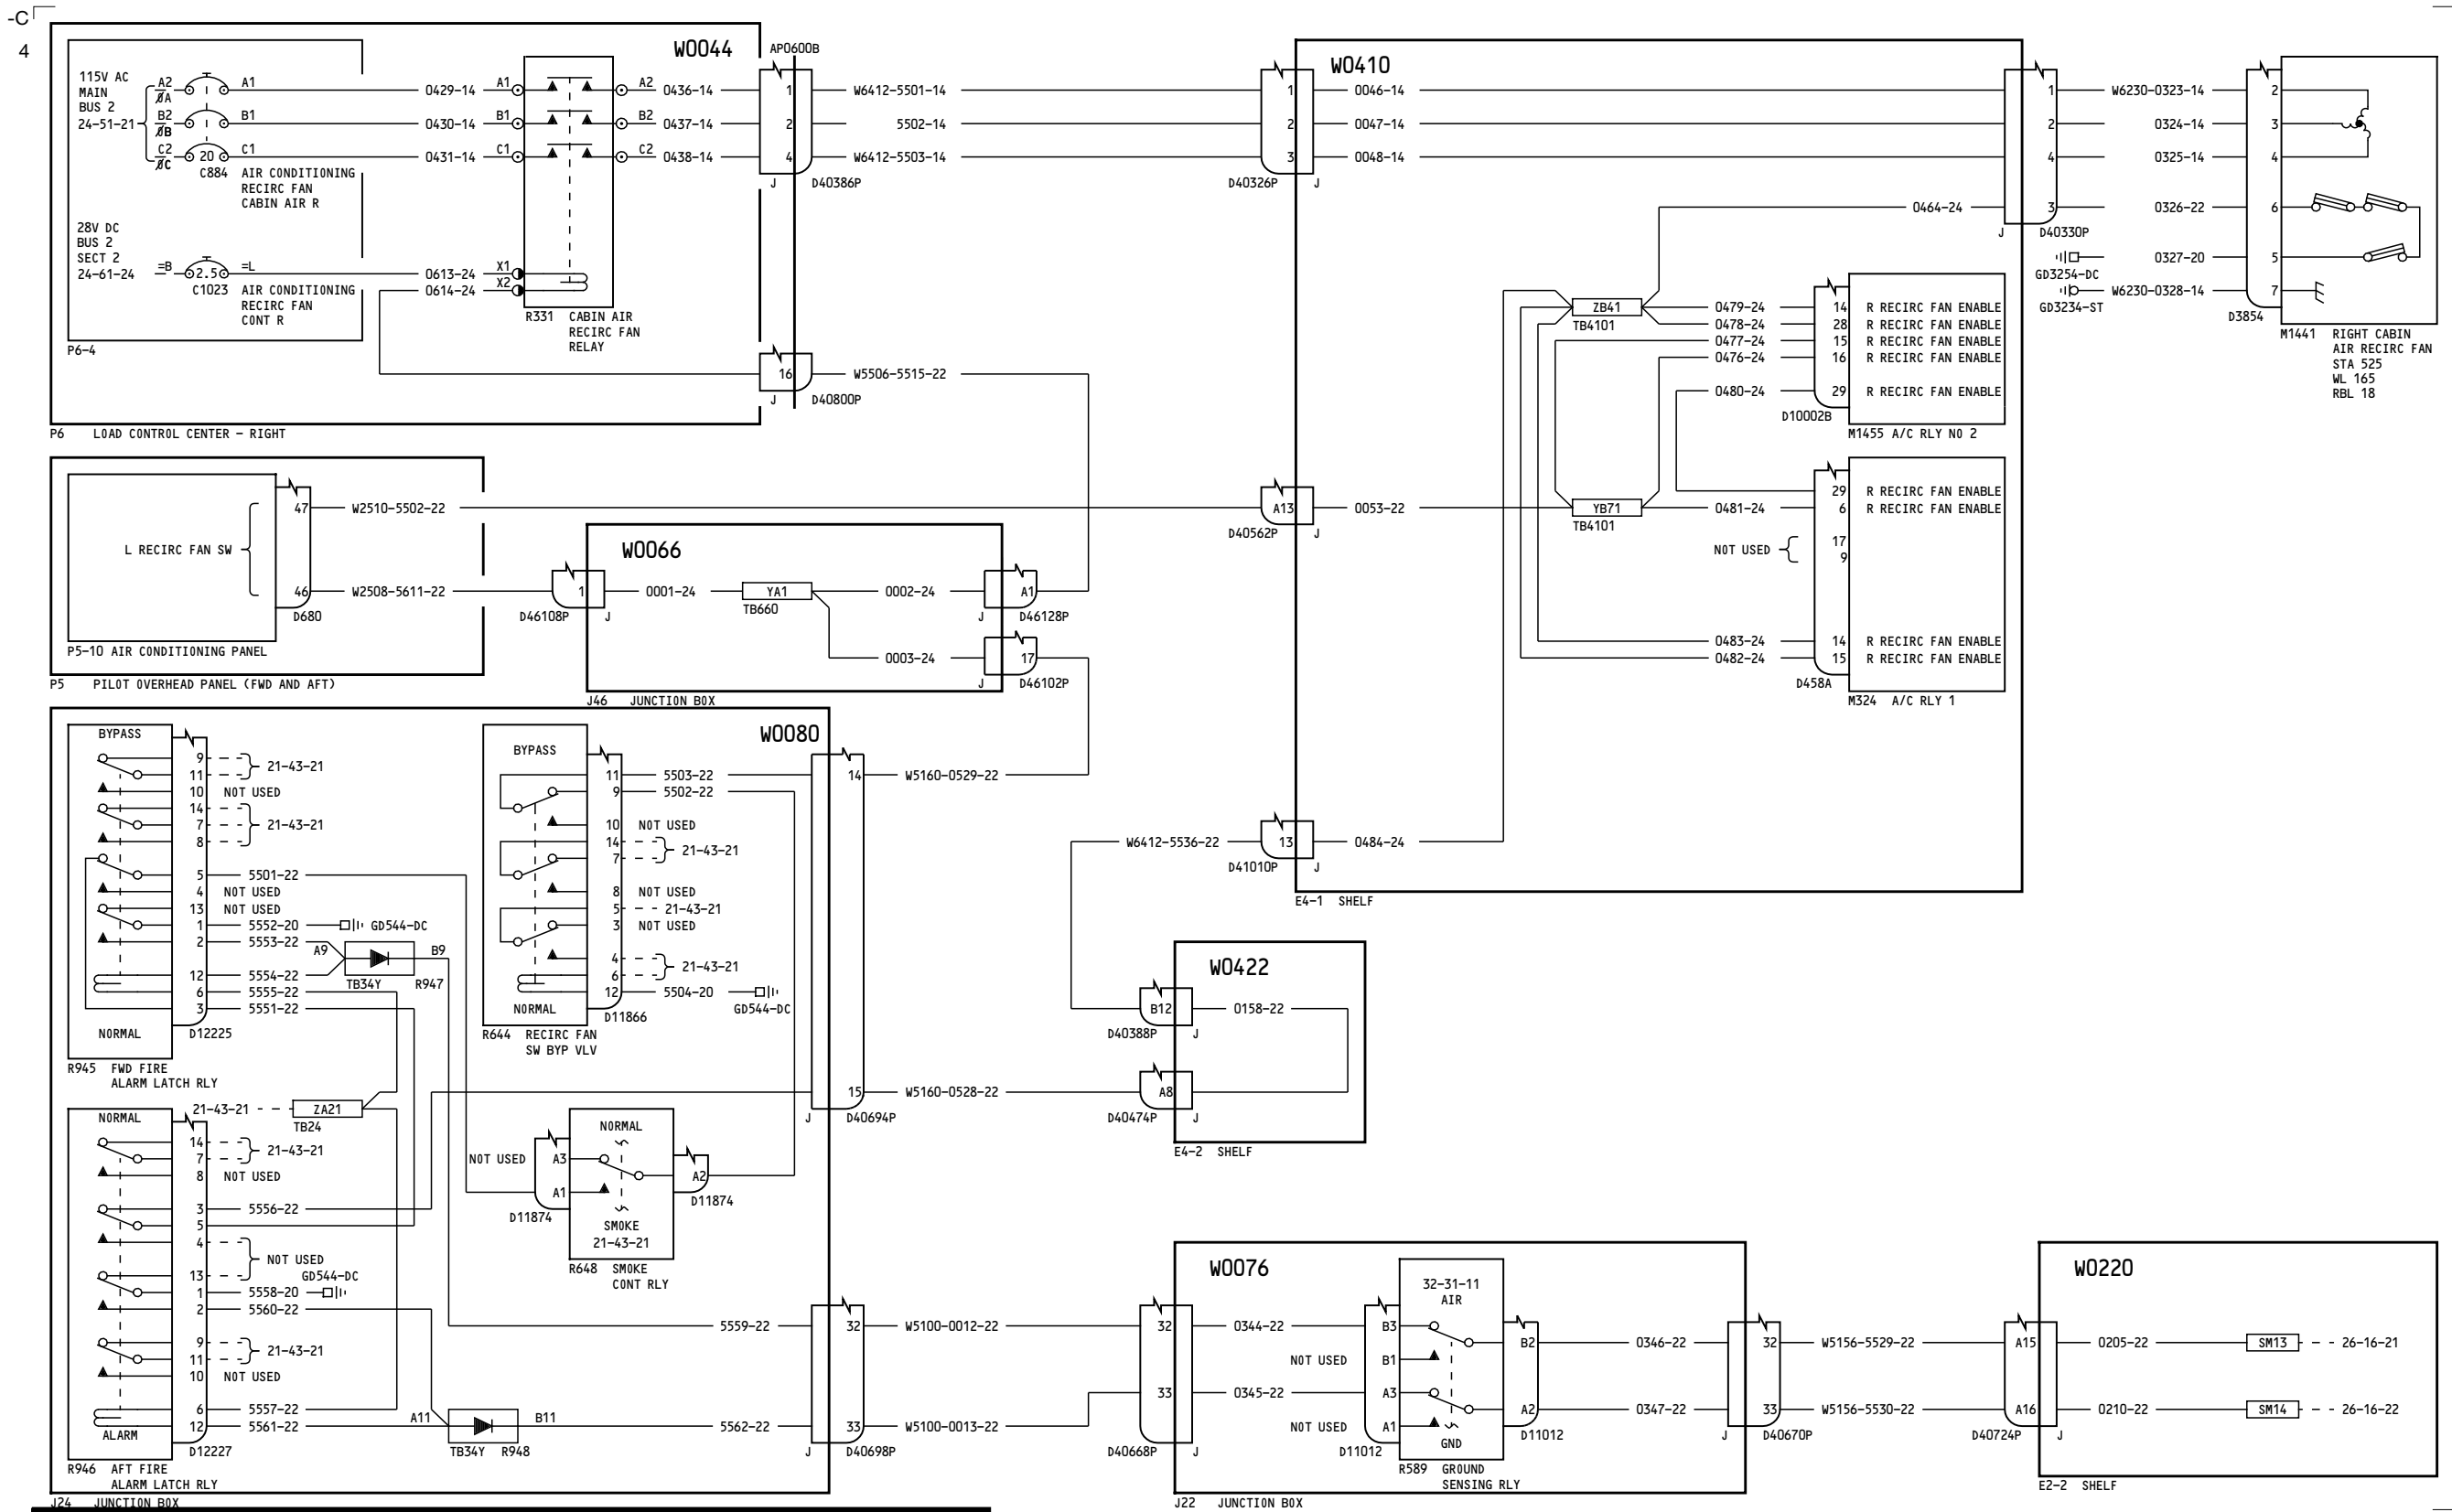 -C
4
W0044
AP0600B
115V AC
MAIN
BUS 2
24-51-21
A2
ØA
B2
ØB
C2
ØC
A1
B1
C1
20
C884
AIR CONDITIONING
RECIRC FAN
CABIN AIR R
28V DC
BUS 2
SECT 2
24-61-24
=B
2.5
=L
C1023
AIR CONDITIONING
RECIRC FAN
CONT R
P6-4
0429-14
0430-14
0431-14
0613-24
0614-24
A1
B1
C1
X1
X2
A2
B2
C2
R331 CABIN AIR
RECIRC FAN
RELAY
0436-14
0437-14
0438-14
1
2
4
J
D40386P
16
J
D40800P
P6 LOAD CONTROL CENTER - RIGHT
W6412-5501-14
5502-14
W6412-5503-14
W5506-5515-22
W0410
1
2
3
D40326P
J
0046-14
0047-14
0048-14
0464-24
1
2
4
3
J
D40330P
W6230-0323-14
0324-14
0325-14
0326-22
0327-20
GD3254-DC
W6230-0328-14
GD3234-ST
2
3
4
6
5
7
D3854
M1441 RIGHT CABIN
AIR RECIRC FAN
STA 525
WL 165
RBL 18
ZB41
TB4101
0479-24
0478-24
0477-24
0476-24
0480-24
14 R RECIRC FAN ENABLE
28 R RECIRC FAN ENABLE
15 R RECIRC FAN ENABLE
16 R RECIRC FAN ENABLE
29 R RECIRC FAN ENABLE
D10002B
M1455 A/C RLY NO 2
29 R RECIRC FAN ENABLE
0481-24
6 R RECIRC FAN ENABLE
NOT USED
17
9
0483-24
14 R RECIRC FAN ENABLE
0482-24
15 R RECIRC FAN ENABLE
D458A
M324 A/C RLY 1
A13
D40562P
J
0053-22
YB71
TB4101
W6412-5536-22
13
D41010P
J
0484-24
E4-1 SHELF
L RECIRC FAN SW
47
46
D680
W2510-5502-22
W2508-5611-22
P5-10 AIR CONDITIONING PANEL
P5 PILOT OVERHEAD PANEL (FWD AND AFT)
W0066
1
D46108P
J
0001-24
YA1
TB660
0002-24
0003-24
A1
J
D46128P
17
J
D46102P
J46 JUNCTION BOX
W0080
BYPASS
9
11
21-43-21
10 NOT USED
14
7
21-43-21
8
5
5501-22
4 NOT USED
13 NOT USED
1
5552-20
GD544-DC
2
5553-22
A9
B9
TB34Y
R947
12
5554-22
6
5555-22
3
5551-22
NORMAL
D12225
R945 FWD FIRE
ALARM LATCH RLY
BYPASS
11
5503-22
9
5502-22
10 NOT USED
14
7
21-43-21
8 NOT USED
5
21-43-21
3 NOT USED
4
6
21-43-21
12
5504-20
GD544-DC
NORMAL
D11866
R644 RECIRC FAN
SW BYP VLV
14
W5160-0529-22
15
W5160-0528-22
J
D40694P
W0422
B12
D40388P
J
0158-22
A8
D40474P
J
E4-2 SHELF
21-43-21
ZA21
TB24
NORMAL
14
7
21-43-21
8 NOT USED
3
5556-22
5
4
NOT USED
13
GD544-DC
1
5558-20
2
5560-22
9
11
21-43-21
10 NOT USED
6
5557-22
12
5561-22
ALARM
D12227
R946 AFT FIRE
ALARM LATCH RLY
A11
B11
TB34Y R948
NOT USED
A3
A1
D11874
NORMAL
SMOKE
21-43-21
A2
D11874
R648 SMOKE
CONT RLY
5559-22
5562-22
32
33
J
D40698P
J24 JUNCTION BOX
W5100-0012-22
W5100-0013-22
W0076
32
33
D40668P
J
0344-22
NOT USED
0345-22
NOT USED
B3
B1
A3
A1
D11012
32-31-11
AIR
GND
B2
A2
D11012
R589 GROUND
SENSING RLY
0346-22
0347-22
32
33
J
D40670P
J22 JUNCTION BOX
W5156-5529-22
W5156-5530-22
W0220
A15
A16
D40724P
J
0205-22
SM13
26-16-21
0210-22
SM14
26-16-22
E2-2 SHELF